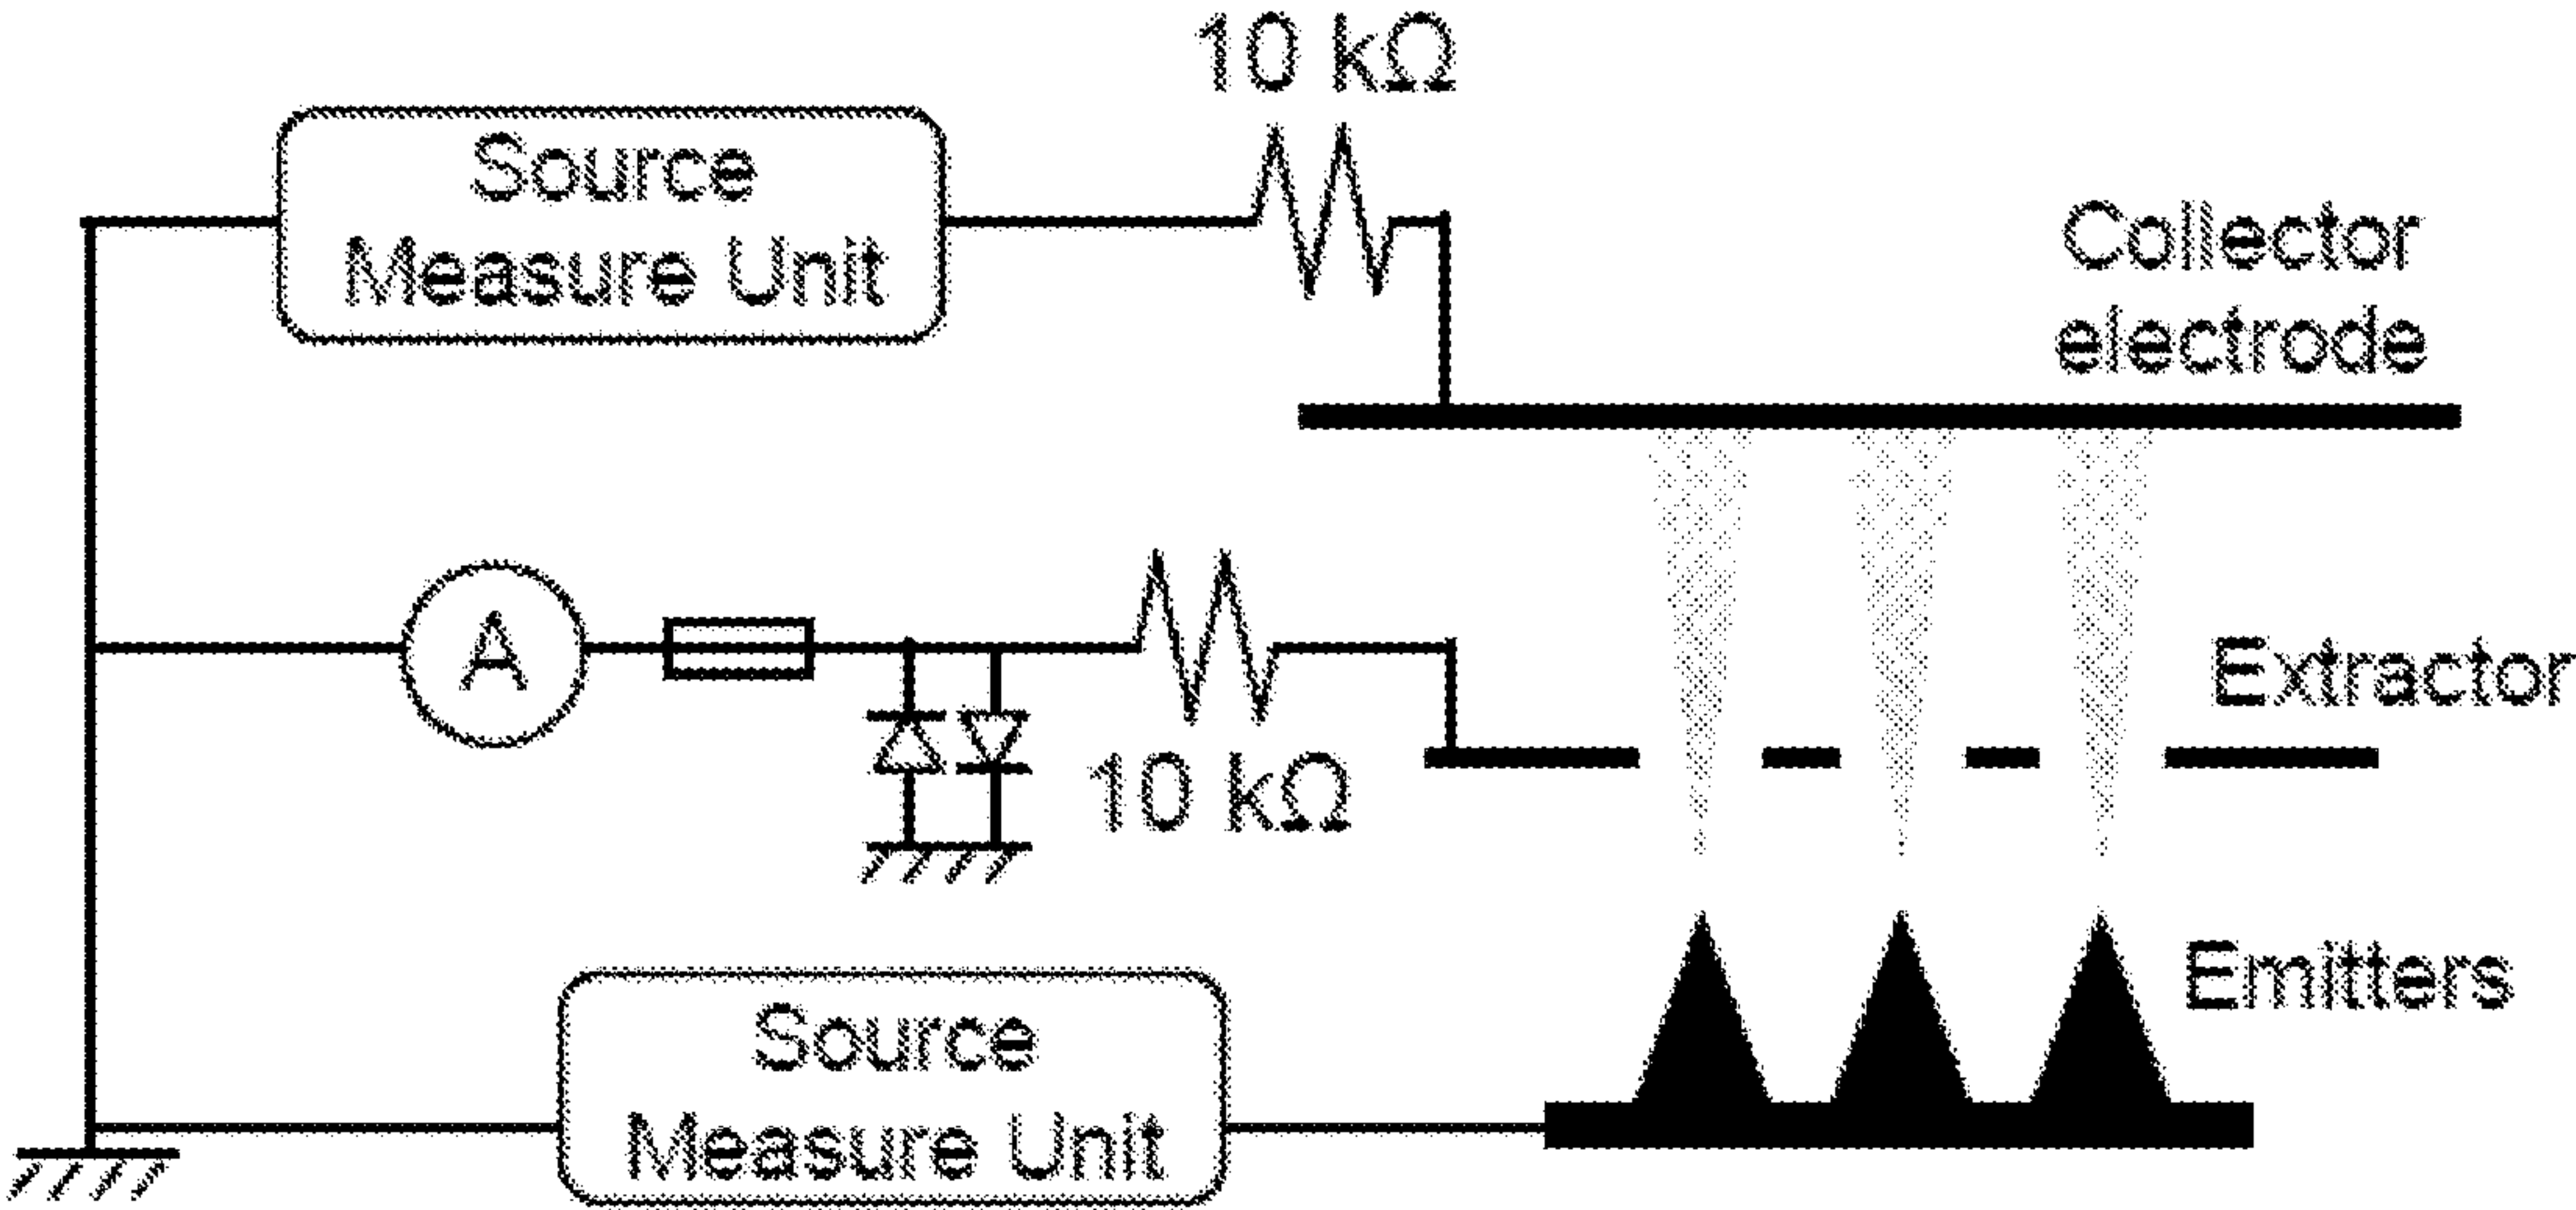 10 kΩ
Source
Measure Unit
Collector
electrode
A
Extractor
10 kΩ
Emitters
Source
Measure Unit